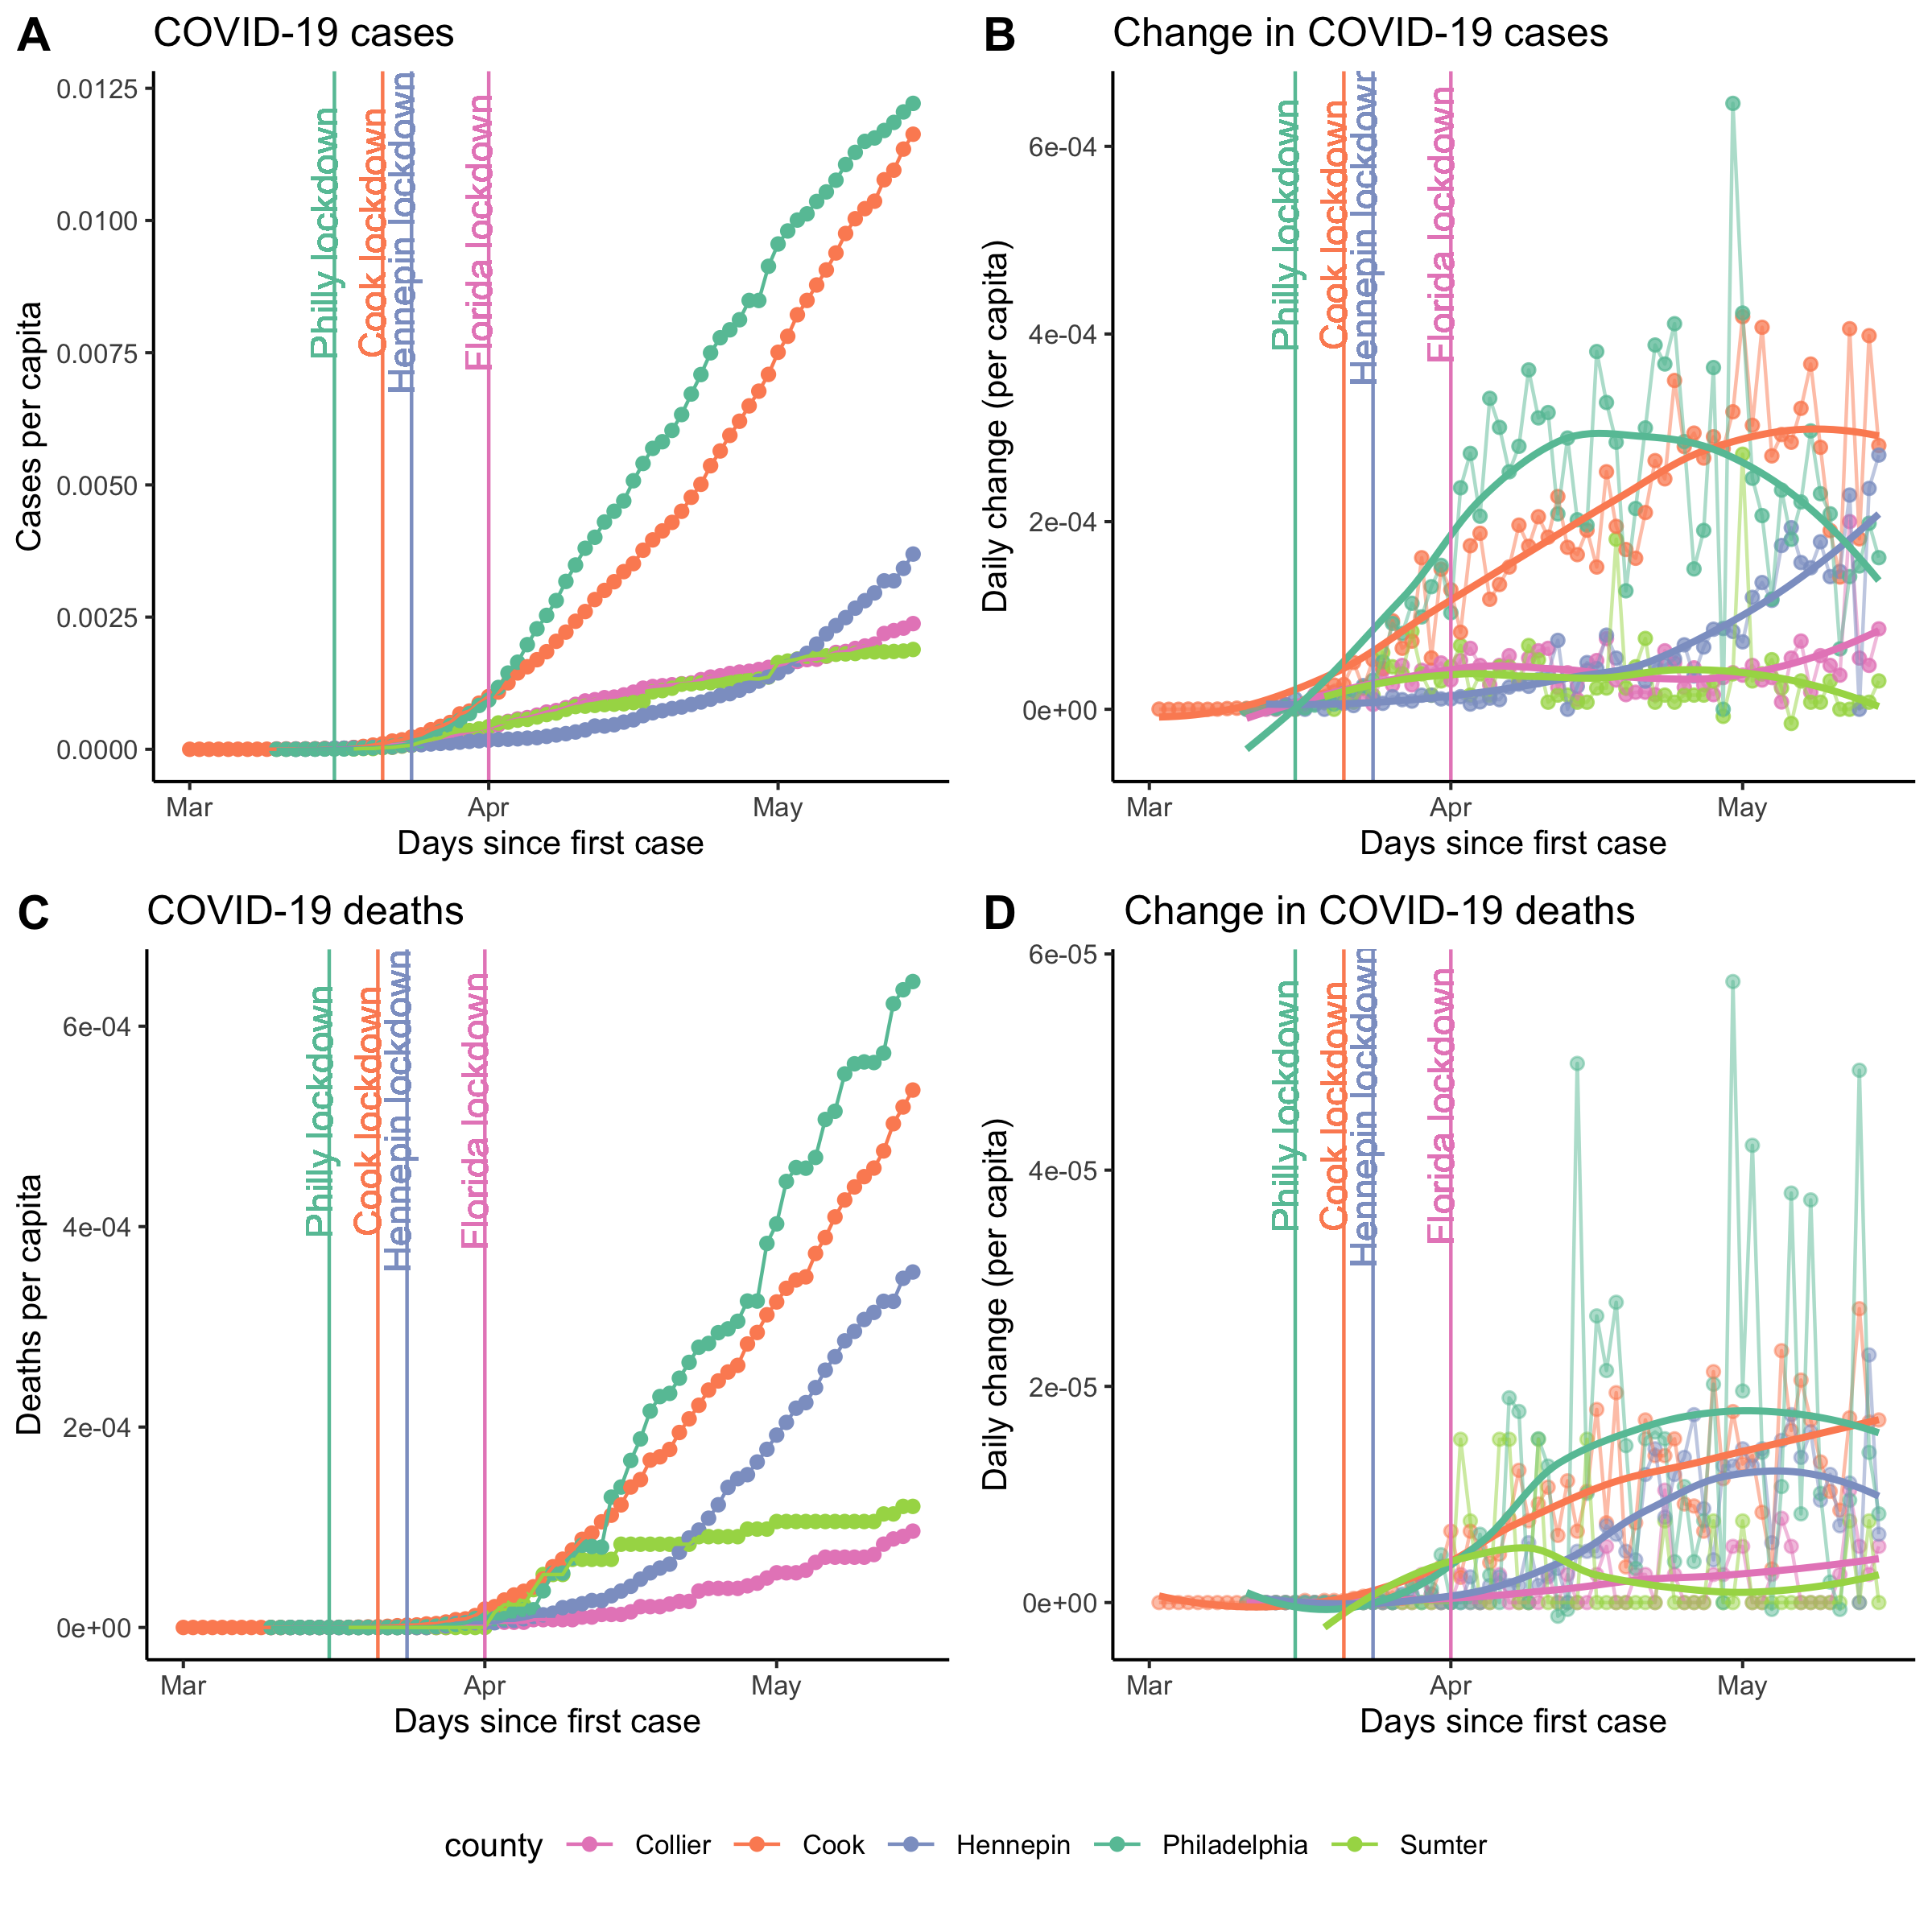 A COVID-19 cases
0.0125
0.0100
0.0075
0.0050
0.0025
0.0000
Cases per capita
Philly lockdown
Cook lockdown
Hennepin lockdown
Florida lockdown
Mar Apr May
Days since first case
B Change in COVID-19 cases
6e-04
4e-04
2e-04
0e+00
Daily change (per capita)
Philly lockdown
Cook lockdown
Hennepin lockdown
Florida lockdown
Mar Apr May
Days since first case
C COVID-19 deaths
6e-04
4e-04
2e-04
0e+00
Deaths per capita
Philly lockdown
Cook lockdown
Hennepin lockdown
Florida lockdown
Mar Apr May
Days since first case
D Change in COVID-19 deaths
6e-05
4e-05
2e-05
0e+00
Daily change (per capita)
Philly lockdown
Cook lockdown
Hennepin lockdown
Florida lockdown
Mar Apr May
Days since first case
county Collier Cook Hennepin Philadelphia Sumter